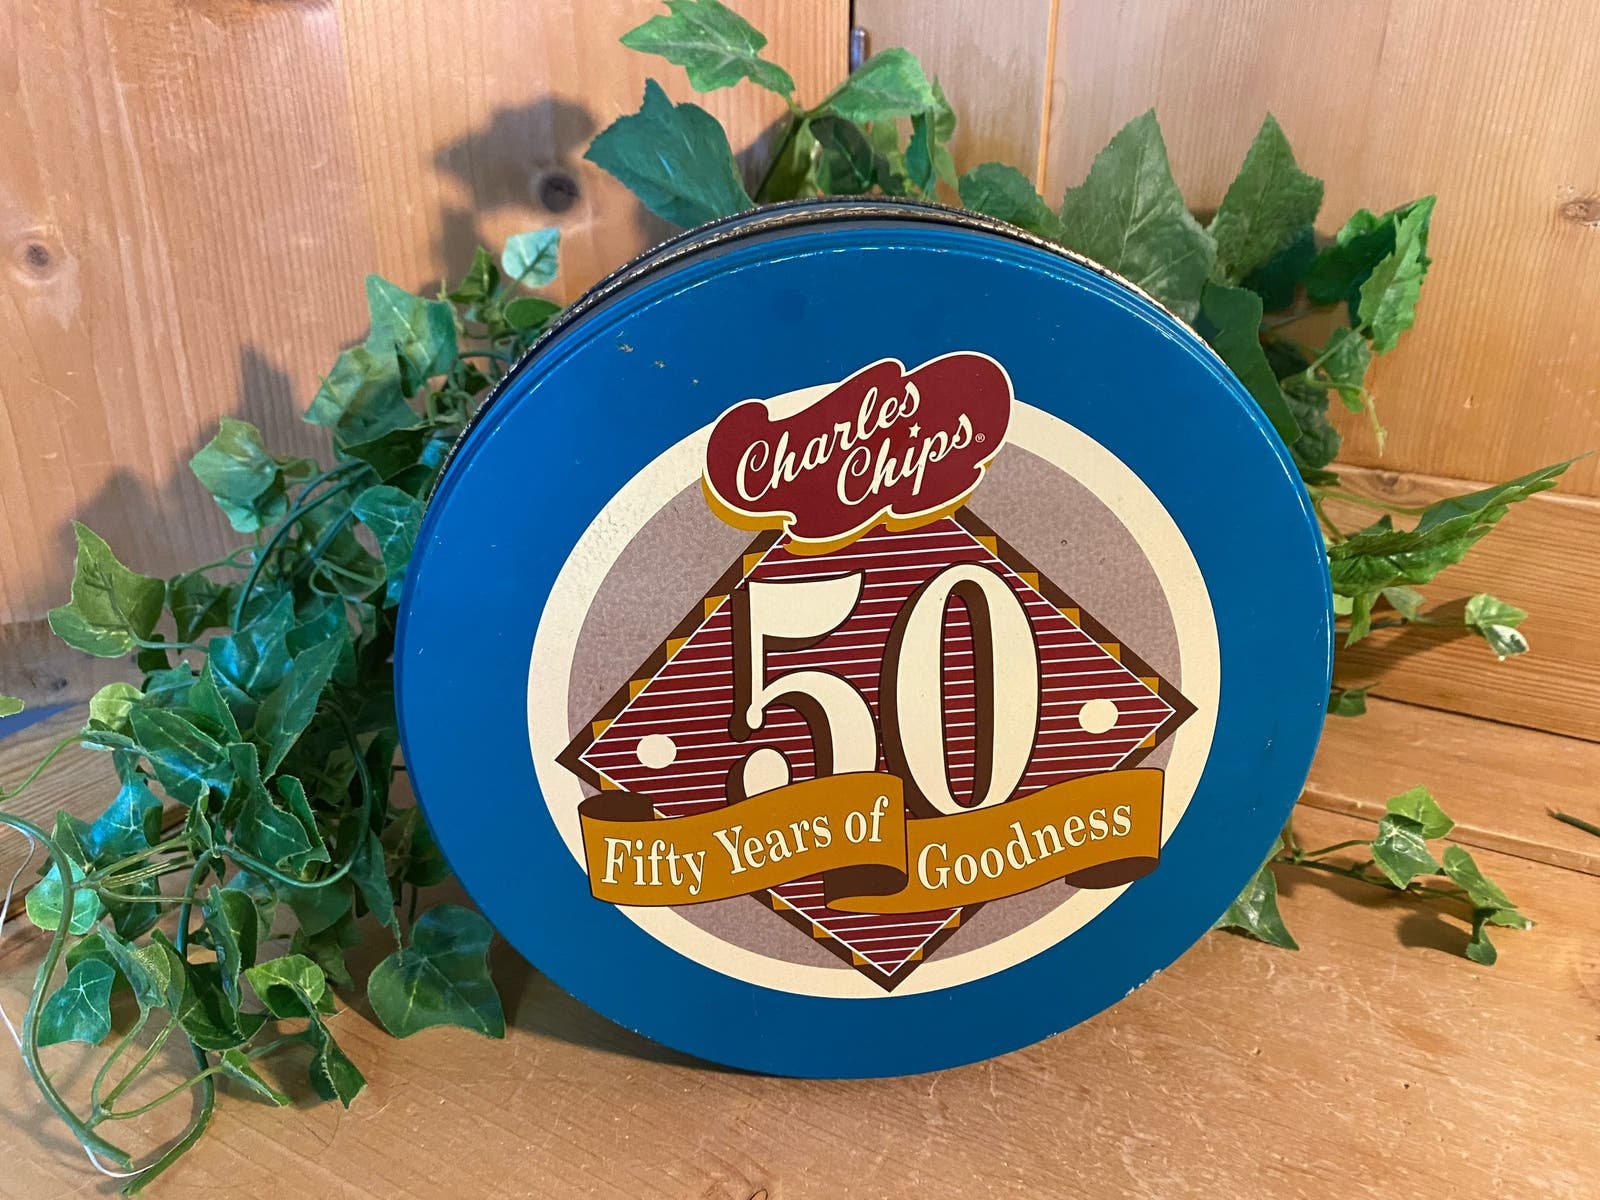 Charles
Chips®
50
Fifty Years of Goodness